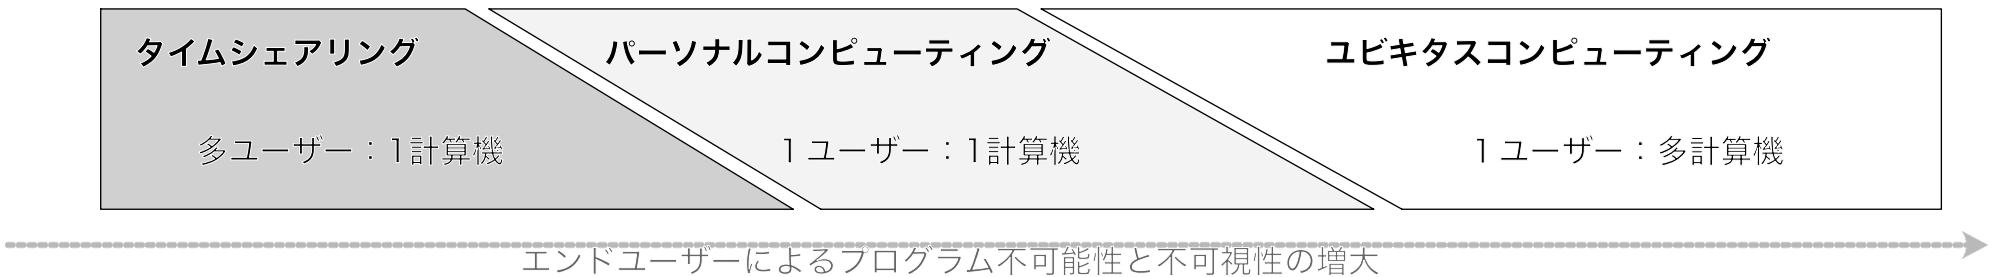 タイムシェアリング
パーソナルコンピューティング
ユビキタスコンピューティング
多ユーザー：1計算機
1 ユーザー：1計算機
1 ユーザー：多計算機
エンドユーザーによるプログラム不可能性と不可視性の増大